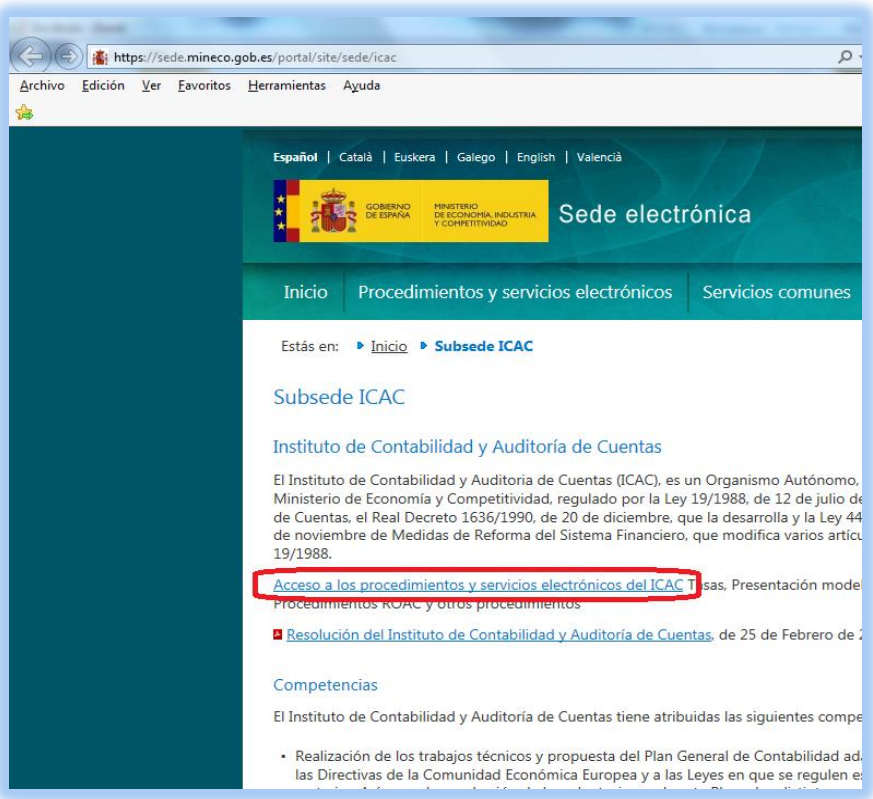 https://sede.mineco.gob.es/portal/site/sede/icac
Archivo Edición Ver Favoritos Herramientas Ayuda
Español | Català | Euskera | Galego | English | Valencià
GOBIERNO DE ESPAÑA
MINISTERIO DE ECONOMÍA, INDUSTRIA Y COMPETITIVIDAD
Sede electrónica
Inicio Procedimientos y servicios electrónicos Servicios comunes
Estás en: Inicio Subsede ICAC
Subsede ICAC
Instituto de Contabilidad y Auditoría de Cuentas
El Instituto de Contabilidad y Auditoria de Cuentas (ICAC), es un Organismo Autónomo,
Ministerio de Economía y Competitividad, regulado por la Ley 19/1988, de 12 de julio de
de Cuentas, el Real Decreto 1636/1990, de 20 de diciembre, que la desarrolla y la Ley 44
de noviembre de Medidas de Reforma del Sistema Financiero, que modifica varios artícu
19/1988.
Acceso a los procedimientos y servicios electrónicos del ICAC Tasas, Presentación model
Procedimientos ROAC y otros procedimientos
Resolución del Instituto de Contabilidad y Auditoría de Cuentas, de 25 de Febrero de 2
Competencias
El Instituto de Contabilidad y Auditoría de Cuentas tiene atribuidas las siguientes compe
• Realización de los trabajos técnicos y propuesta del Plan General de Contabilidad ada
las Directivas de la Comunidad Económica Europea y a las Leyes en que se regulen es